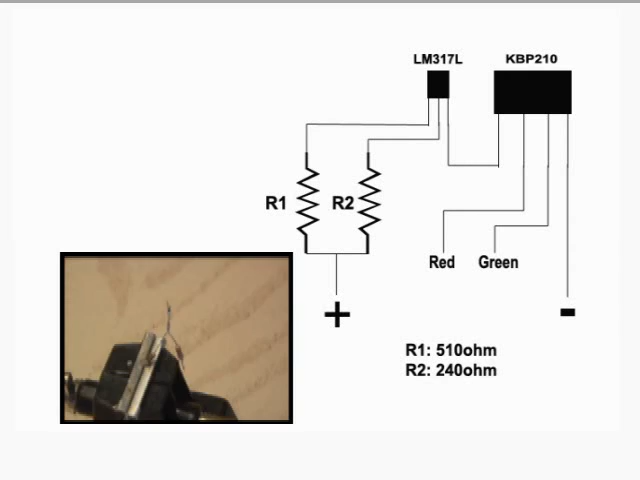 LM317L
KBP210
R1
R2
Red
Green
+
-
R1: 510ohm
R2: 240ohm